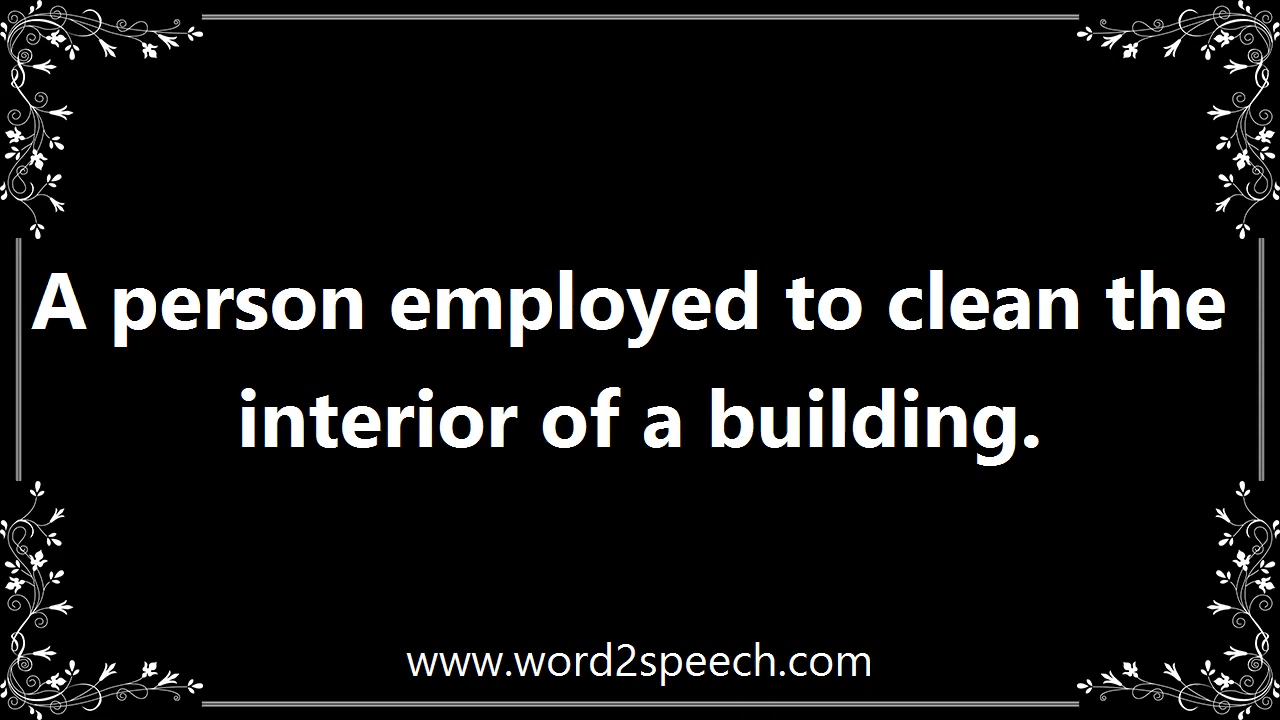 A person employed to clean the
interior of a building.
www.word2speech.com